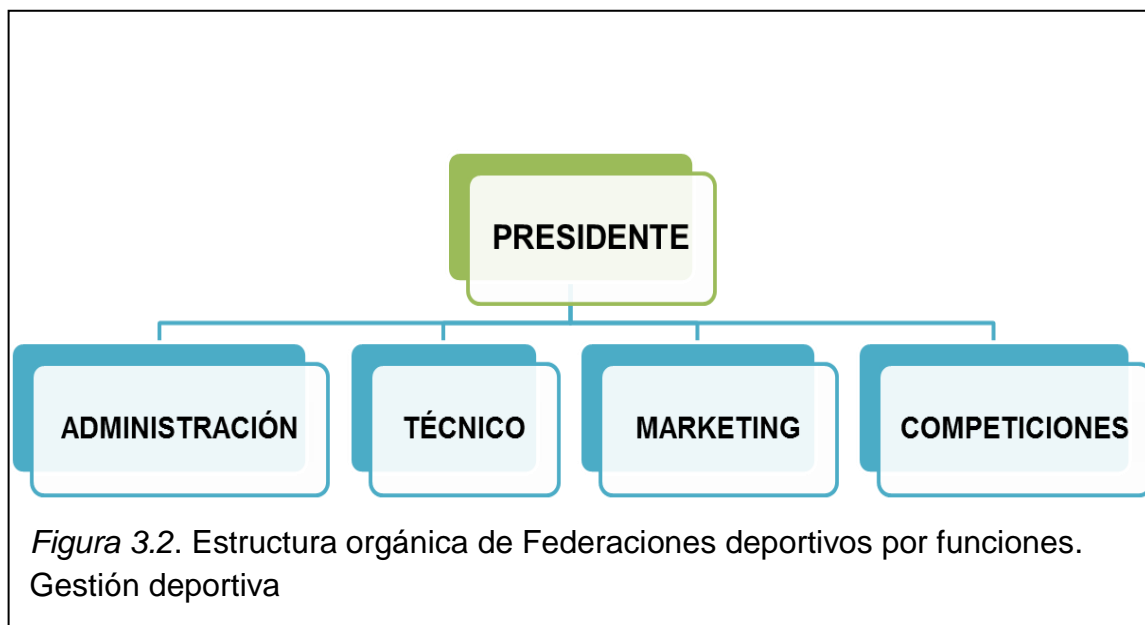 PRESIDENTE
ADMINISTRACIÓN TÉCNICO MARKETING COMPETICIONES
Figura 3.2. Estructura orgánica de Federaciones deportivos por funciones.
Gestión deportiva